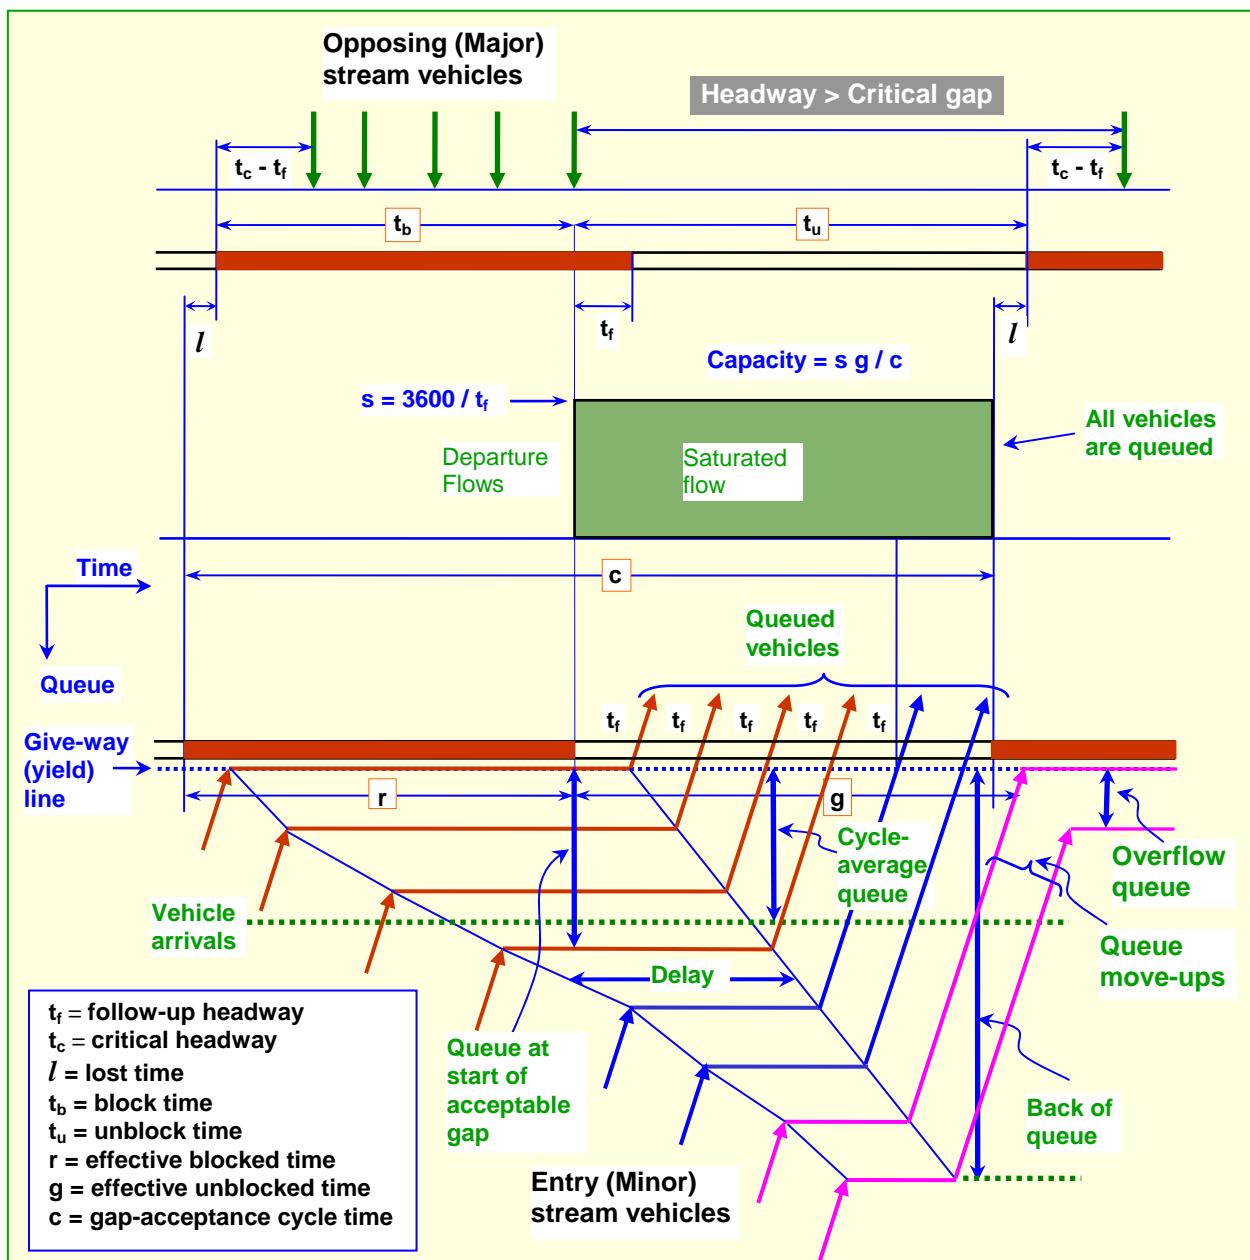 Opposing (Major)
stream vehicles
Headway > Critical gap
tc - tf
tc - tf
tb
tu
l
tf
l
Capacity = s g / c
s = 3600 / tf
All vehicles
are queued
Departure
Flows
Saturated
flow
Time
c
Queued
vehicles
Queue
tf
tf
tf
tf
tf
Give-way
(yield)
line
r
g
Cycle-
average
queue
Overflow
queue
Vehicle
arrivals
Queue
move-ups
Delay
tf = follow-up headway
tc = critical headway
l = lost time
tb = block time
tu = unblock time
r = effective blocked time
g = effective unblocked time
c = gap-acceptance cycle time
Queue at
start of
acceptable
gap
Back of
queue
Entry (Minor)
stream vehicles